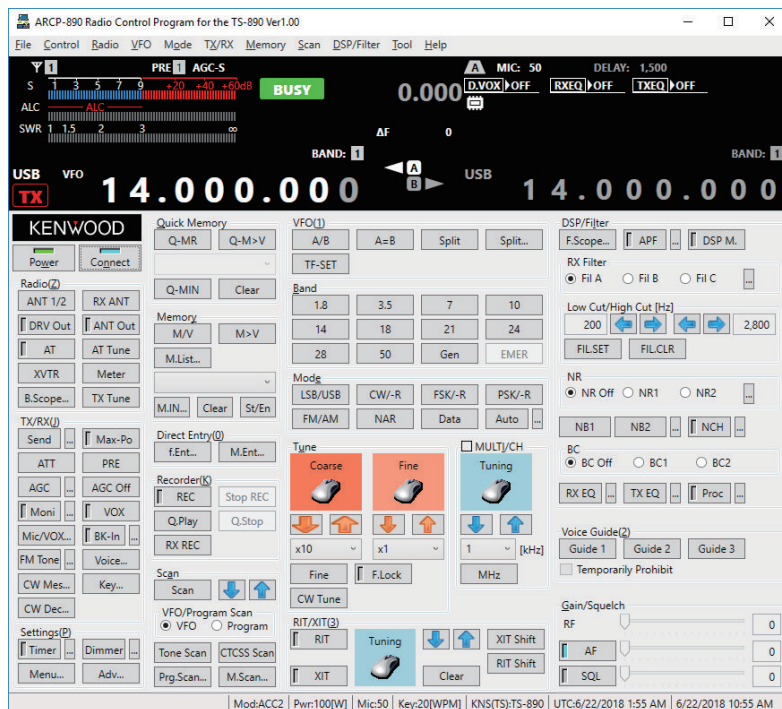 ARCP-890 Radio Control Program for the TS-890 Ver1.00
File Control Radio VFO Mode TX/RX Memory Scan DSP/Filter Tool Help
1 PRE 1 AGC-S A MIC: 50 DELAY: 1,500
S 1 3 5 7 9 +20 +40 +60dB BUSY 0.000 D.VOX OFF RXEQ OFF TXEQ OFF
ALC ALC
SWR 1 1.5 2 3 ∞
ΔF 0
BAND: 1 BAND: 1
USB VFO A B USB
TX 14.000.000 14.000.000
KENWOOD
Power Connect
Radio(Z)
ANT 1/2 RX ANT
DRV Out ANT Out
AT AT Tune
XVTR Meter
B.Scope... TX Tune
TX/RX(J)
Send ... Max-Po
ATT PRE
AGC ... AGC Off
Moni ... VOX
Mic/VOX... BK-In ...
FM Tone ... Voice...
CW Mes... Key...
CW Dec...
Settings(P)
Timer ... Dimmer ...
Menu... Adv...
Quick Memory
Q-MR Q-M>V
Q-MIN Clear
Memory
M/V M>V
M.List...
M.IN... Clear St/En
Direct Entry(0)
f.Ent... M.Ent...
Recorder(K)
REC Stop REC
Q.Play Q.Stop
RX REC
Scan
Scan
VFO/Program Scan
VFO Program
Tone Scan CTCSS Scan
Prg.Scan... M.Scan...
VFO(1)
A/B A=B Split Split...
TF-SET
Band
1.8 3.5 7 10
14 18 21 24
28 50 Gen EMER
Mode
LSB/USB CW/-R FSK/-R PSK/-R
FM/AM NAR Data Auto ...
Tune MULTI/CH
Coarse Fine Tuning
x10 x1 1 [kHz]
Fine F.Lock MHz
CW Tune
RIT/XIT(3)
RIT Tuning XIT Shift
RIT Shift
XIT Clear
DSP/Filter
F.Scope... APF ... DSP M.
RX Filter
Fil A Fil B Fil C ...
Low Cut/High Cut [Hz]
200 2,800
FIL.SET FIL.CLR
NR
NR Off NR1 NR2 ...
NB1 NB2 ... NCH ...
BC
BC Off BC1 BC2
RX EQ ... TX EQ ... Proc ...
Voice Guide(2)
Guide 1 Guide 2 Guide 3
Temporarily Prohibit
Gain/Squelch
RF 0
AF 0
SQL 0
Mod:ACC2 Pwr:100[W] Mic:50 Key:20[WPM] KNS(TS):TS-890 UTC:6/22/2018 1:55 AM 6/22/2018 10:55 AM